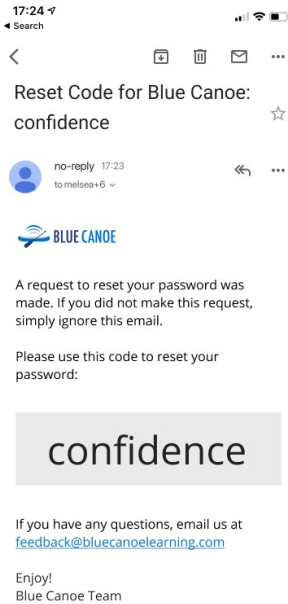 17:24
Search
Reset Code for Blue Canoe:
confidence
no-reply 17:23
to melsea+6
BLUE CANOE
A request to reset your password was
made. If you did not make this request,
simply ignore this email.
Please use this code to reset your
password:
confidence
If you have any questions, email us at
feedback@bluecanoelearning.com
Enjoy!
Blue Canoe Team